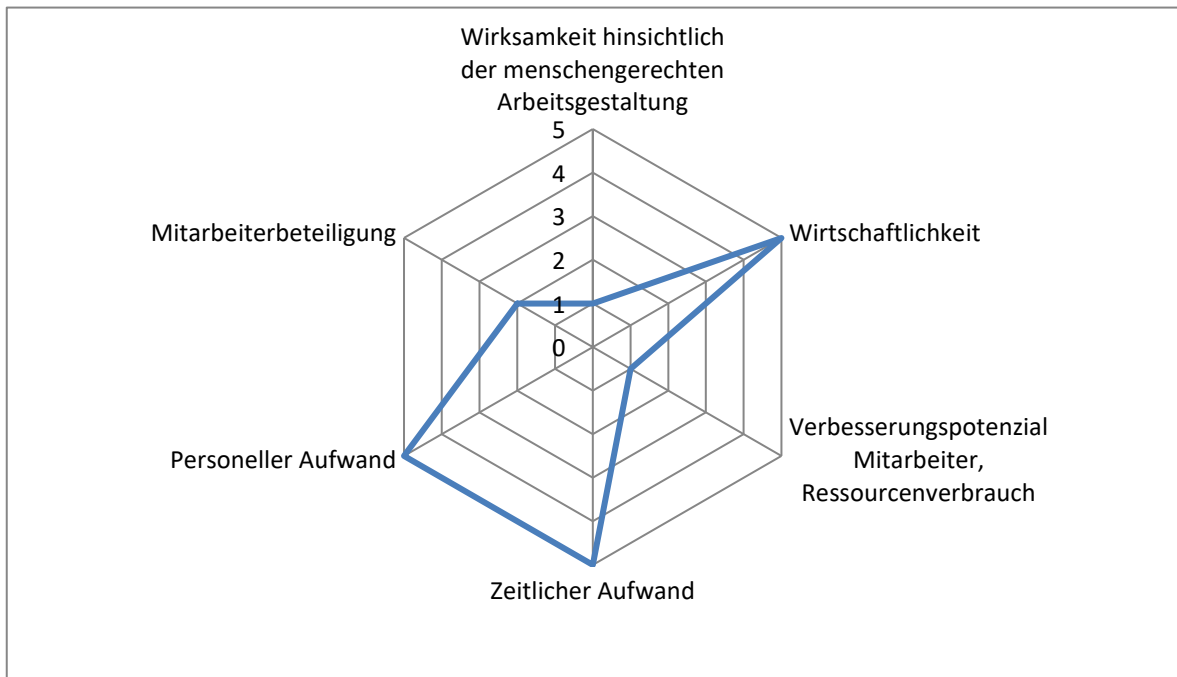 Wirksamkeit hinsichtlich
der menschengerechten
Arbeitsgestaltung
5
4
3
2
1
0
Mitarbeiterbeteiligung
Wirtschaftlichkeit
Personeller Aufwand
Verbesserungspotenzial
Mitarbeiter,
Ressourcenverbrauch
Zeitlicher Aufwand